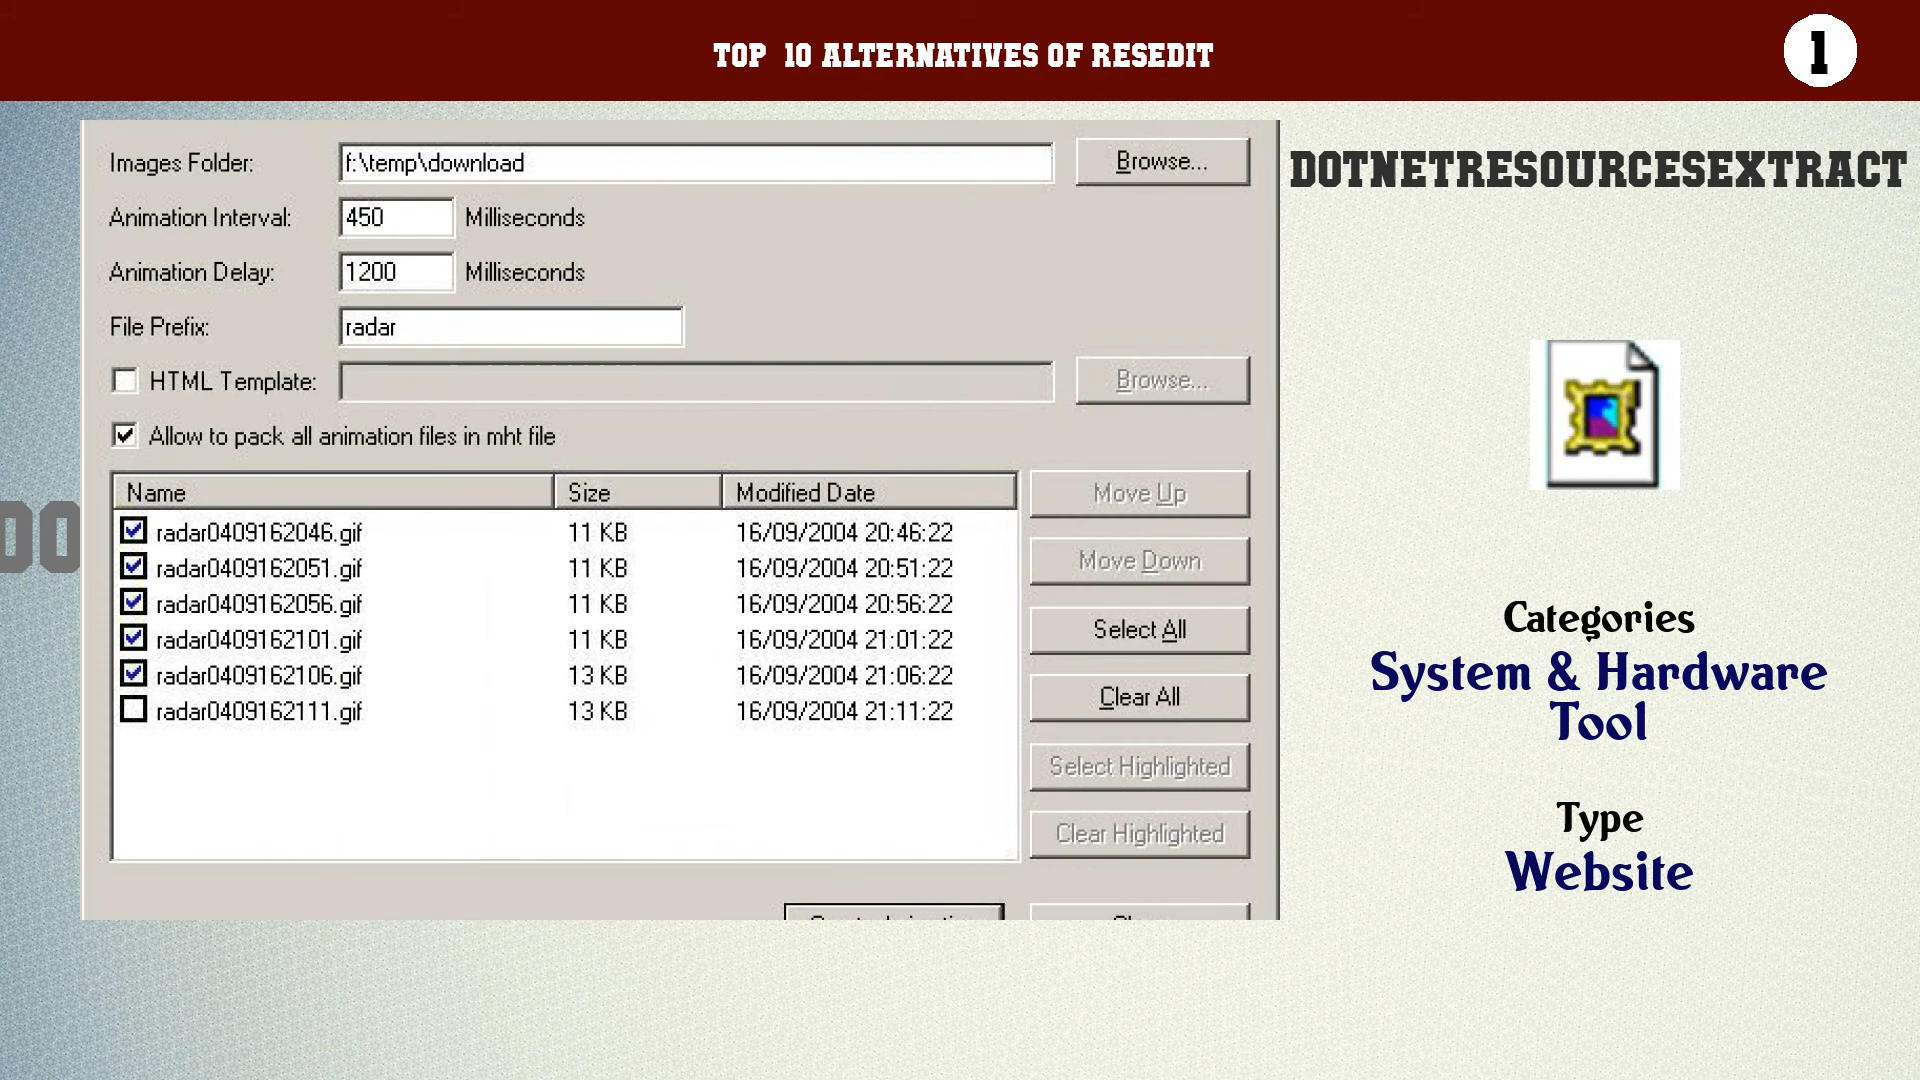 TOP 10 ALTERNATIVES OF RESEDIT
1
Images Folder: f:\temp\download Browse...
Animation Interval: 450 Milliseconds
Animation Delay: 1200 Milliseconds
File Prefix: radar
HTML Template: Browse...
Allow to pack all animation files in mht file
Name Size Modified Date
radar0409162046.gif 11 KB 16/09/2004 20:46:22
radar0409162051.gif 11 KB 16/09/2004 20:51:22
radar0409162056.gif 11 KB 16/09/2004 20:56:22
radar0409162101.gif 11 KB 16/09/2004 21:01:22
radar0409162106.gif 13 KB 16/09/2004 21:06:22
radar0409162111.gif 13 KB 16/09/2004 21:11:22
Move Up
Move Down
Select All
Clear All
Select Highlighted
Clear Highlighted
DO
DOTNETRESOURCESEXTRACT
Categories
System & Hardware
Tool
Type
Website